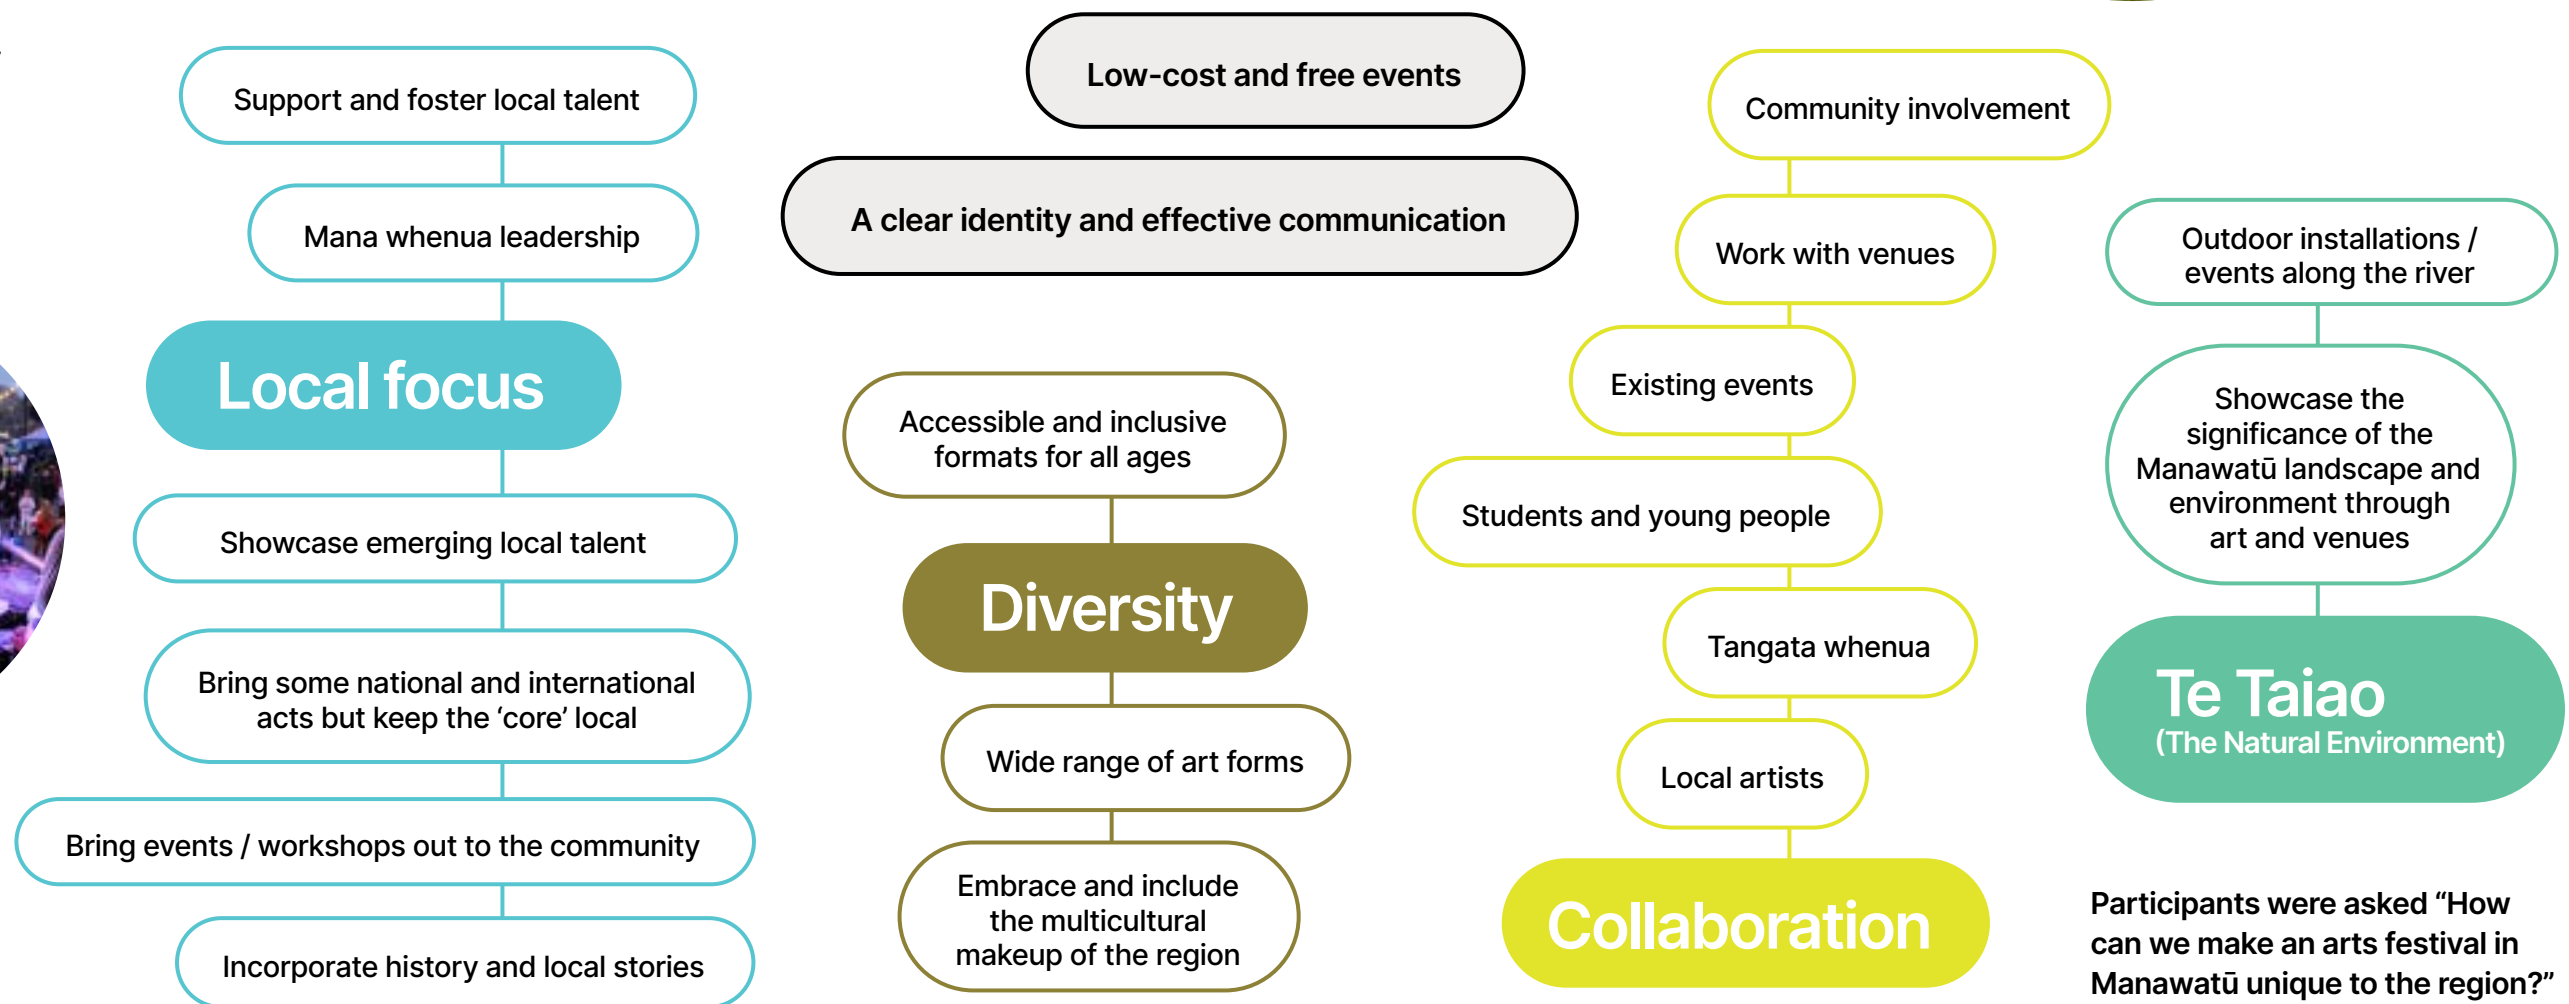 Support and foster local talent
Mana whenua leadership
Local focus
Showcase emerging local talent
Bring some national and international
acts but keep the ‘core’ local
Bring events / workshops out to the community
Incorporate history and local stories
Low-cost and free events
A clear identity and effective communication
Accessible and inclusive
formats for all ages
Diversity
Wide range of art forms
Embrace and include
the multicultural
makeup of the region
Community involvement
Work with venues
Existing events
Students and young people
Tangata whenua
Local artists
Collaboration
Outdoor installations /
events along the river
Showcase the
significance of the
Manawatū landscape and
environment through
art and venues
Te Taiao
(The Natural Environment)
Participants were asked “How
can we make an arts festival in
Manawatū unique to the region?”